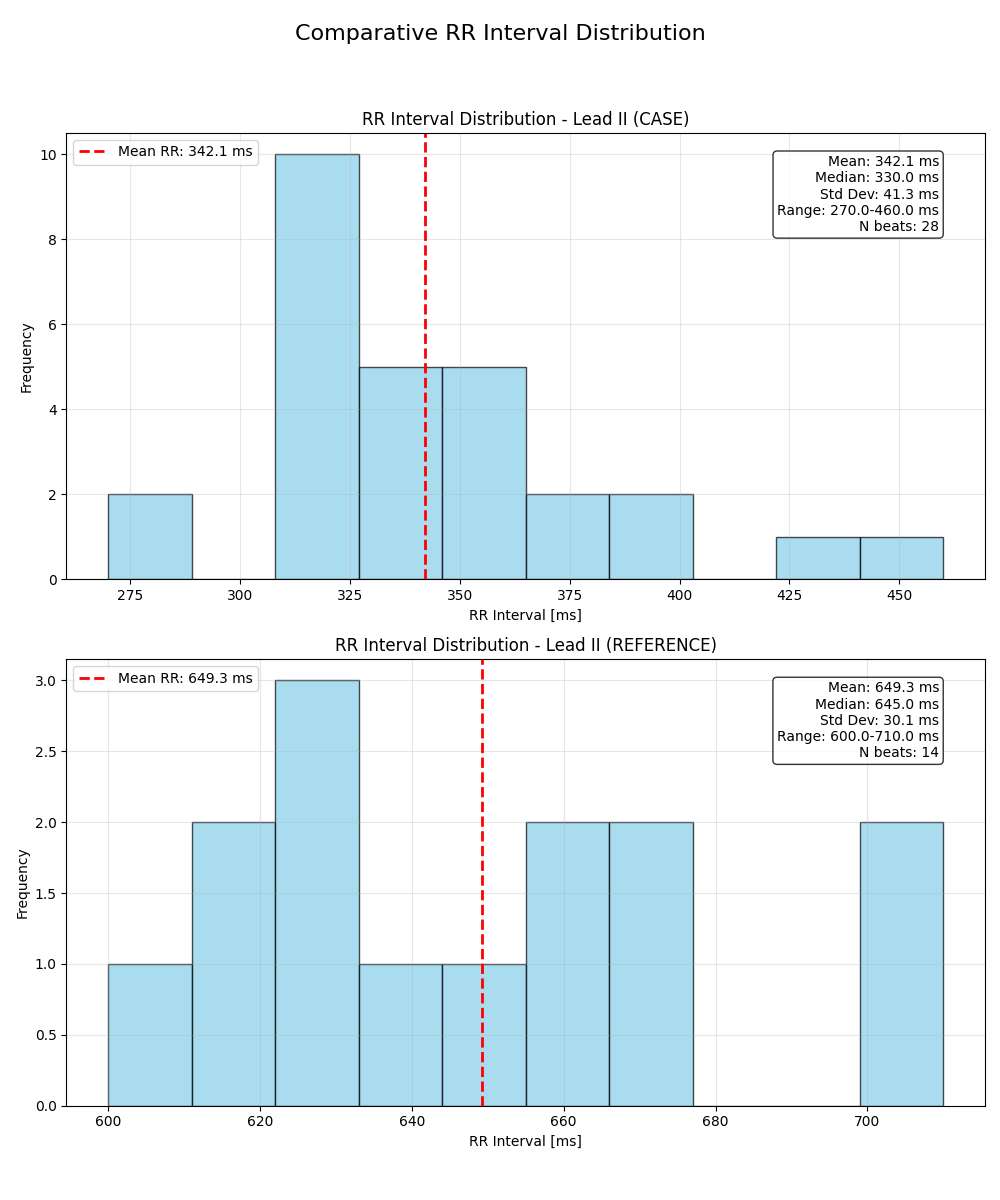 Comparative RR Interval Distribution
RR Interval Distribution - Lead II (CASE)
Mean RR: 342.1 ms
Mean: 342.1 ms
Median: 330.0 ms
Std Dev: 41.3 ms
Range: 270.0-460.0 ms
N beats: 28
10
8
6
4
2
0
Frequency
275 300 325 350 375 400 425 450
RR Interval [ms]
RR Interval Distribution - Lead II (REFERENCE)
Mean RR: 649.3 ms
Mean: 649.3 ms
Median: 645.0 ms
Std Dev: 30.1 ms
Range: 600.0-710.0 ms
N beats: 14
3.0
2.5
2.0
1.5
1.0
0.5
0.0
Frequency
600 620 640 660 680 700
RR Interval [ms]